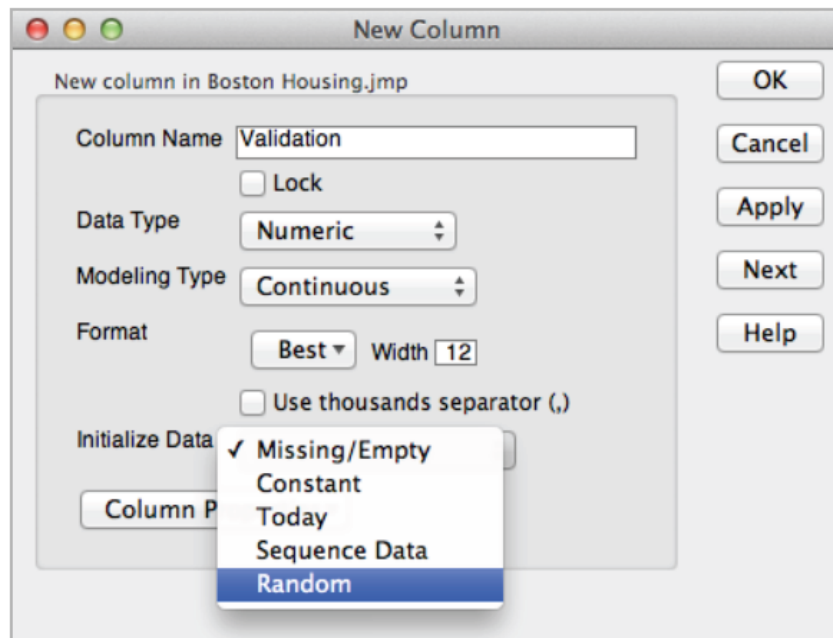 New Column
New column in Boston Housing.jmp
OK
Column Name Validation
Cancel
Lock
Apply
Data Type Numeric
Modeling Type Continuous
Next
Format Best Width 12
Help
Use thousands separator (,)
Initialize Data Missing/Empty
Constant
Column P Today
Sequence Data
Random